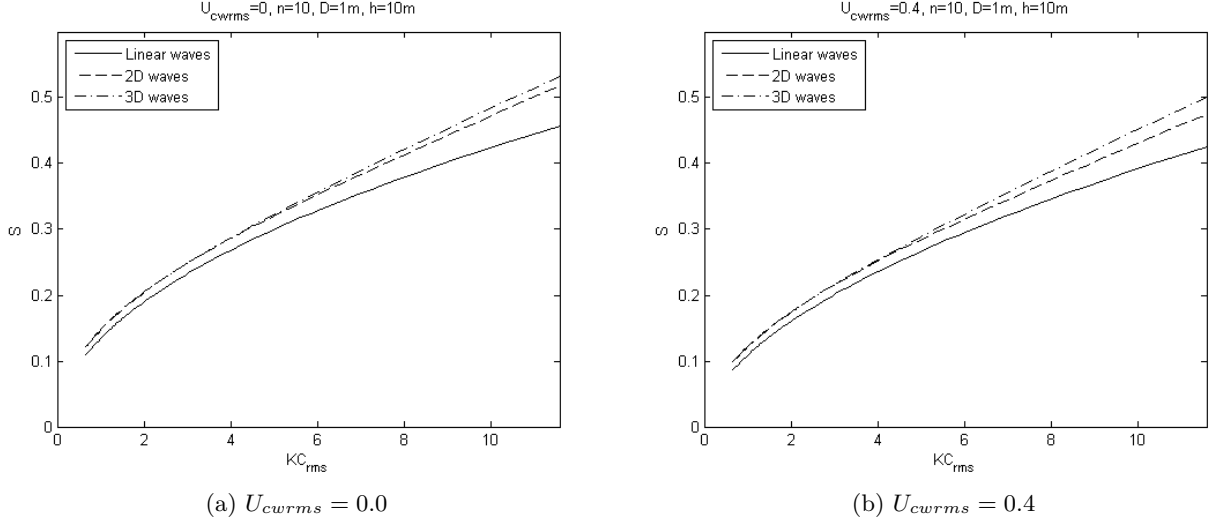 U_cwrms=0, n=10, D=1m, h=10m
Linear waves
2D waves
3D waves
0.5
0.4
0.3
0.2
0.1
0
S
0 2 4 6 8 10
KC_rms
(a) U_cwrms = 0.0
U_cwrms=0.4, n=10, D=1m, h=10m
Linear waves
2D waves
3D waves
0.5
0.4
0.3
0.2
0.1
0
S
0 2 4 6 8 10
KC_rms
(b) U_cwrms = 0.4